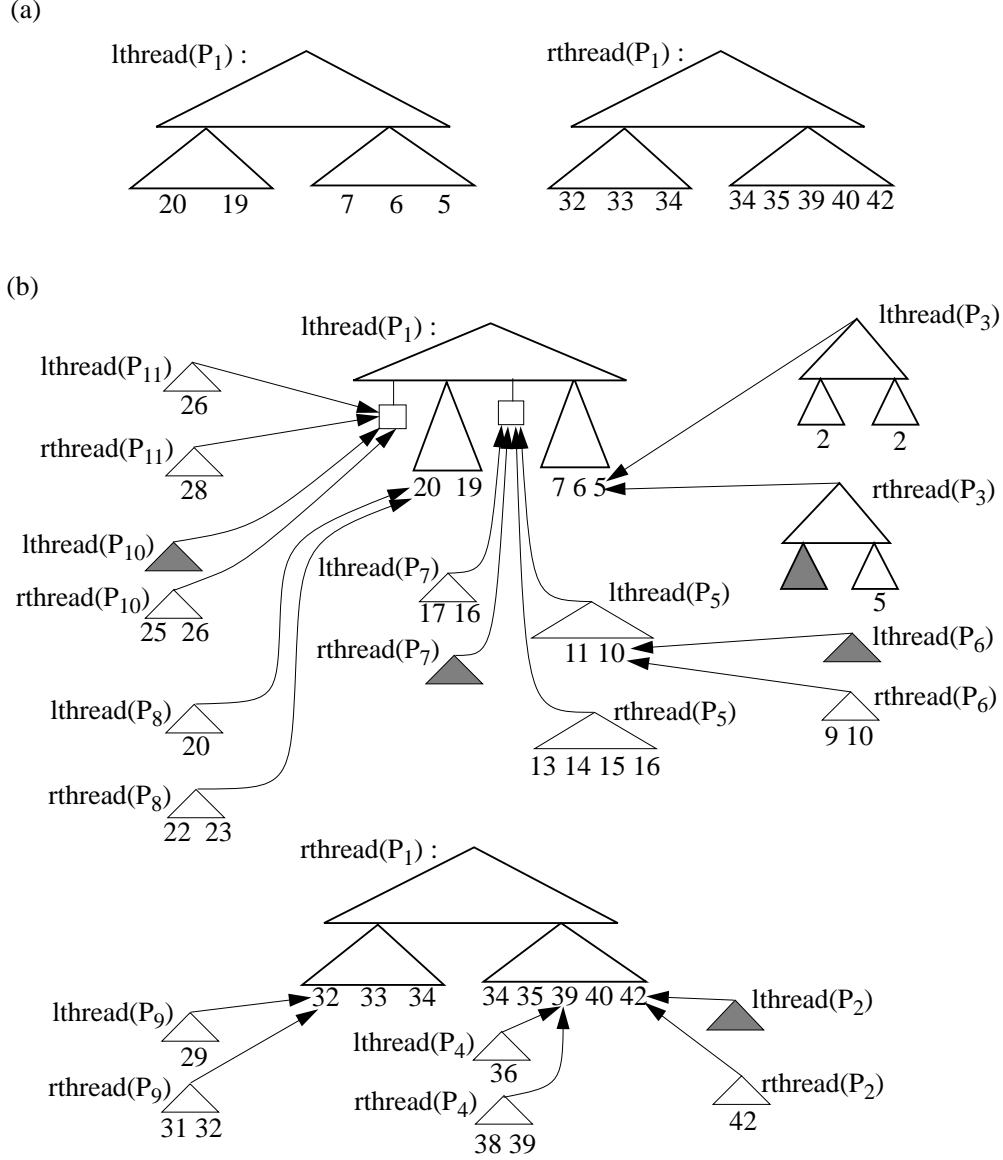 (a)
lthread(P1) :
rthread(P1) :
20 19 7 6 5
32 33 34 34 35 39 40 42
(b)
lthread(P1) :
lthread(P3)
lthread(P11)
26
2 2
rthread(P11)
28
20 19 7 6 5
rthread(P3)
lthread(P10)
rthread(P10)
25 26
lthread(P7)
17 16
lthread(P5)
5
rthread(P7)
11 10
lthread(P6)
lthread(P8)
20
rthread(P5)
13 14 15 16
rthread(P6)
9 10
rthread(P8)
22 23
rthread(P1) :
32 33 34 34 35 39 40 42
lthread(P9)
29
lthread(P4)
36
lthread(P2)
rthread(P9)
31 32
rthread(P4)
38 39
rthread(P2)
42